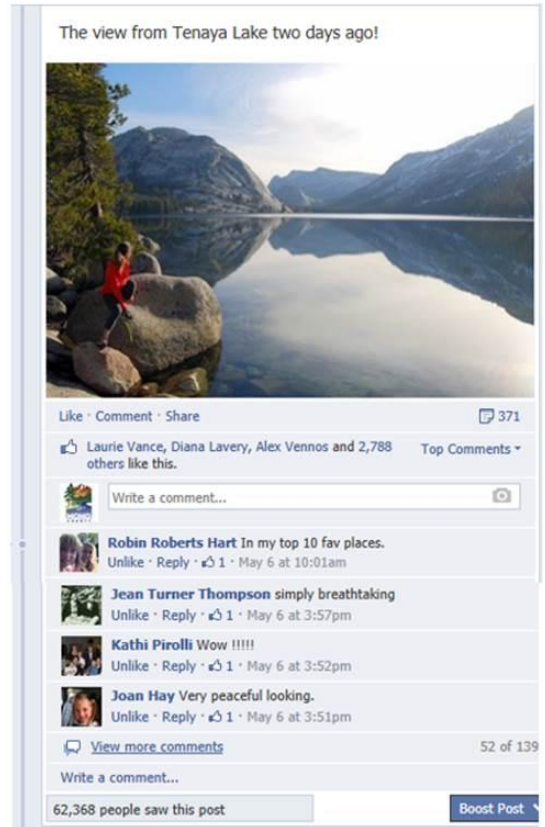 The view from Tenaya Lake two days ago!
Like · Comment · Share 371
Laurie Vance, Diana Lavery, Alex Vennos and 2,788
others like this.
Top Comments
Write a comment...
Robin Roberts Hart In my top 10 fav places.
Unlike · Reply · 1 · May 6 at 10:01am
Jean Turner Thompson simply breathtaking
Unlike · Reply · 1 · May 6 at 3:57pm
Kathi Pirolli Wow !!!!!
Unlike · Reply · 1 · May 6 at 3:52pm
Joan Hay Very peaceful looking.
Unlike · Reply · 1 · May 6 at 3:51pm
View more comments 52 of 139
Write a comment...
62,368 people saw this post Boost Post